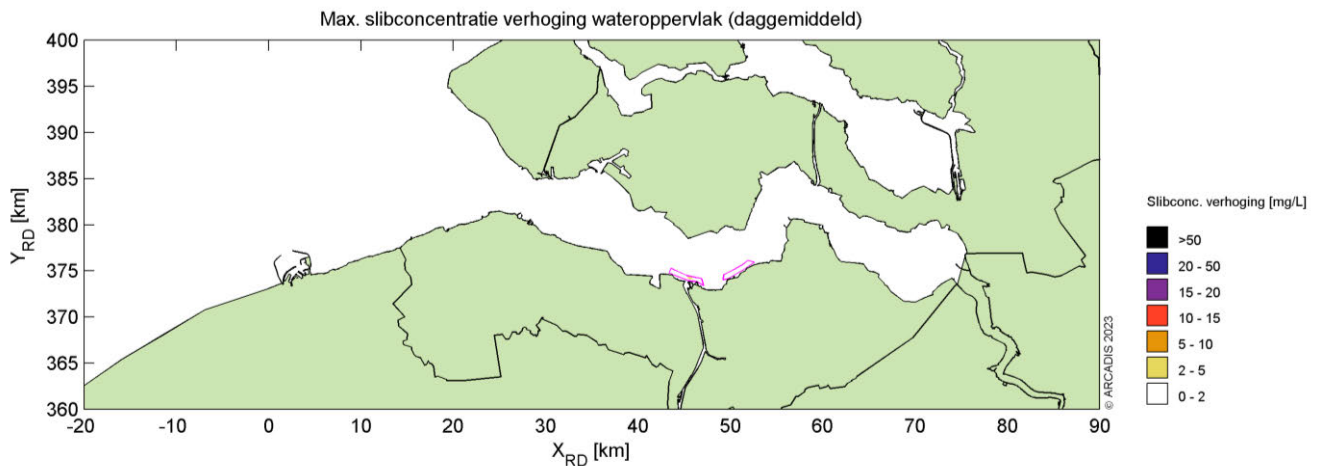 Max. slibconcentratie verhoging wateroppervlak (daggemiddeld)
400
395
390
385
380
375
370
365
360
Y_RD [km]
-20 -10 0 10 20 30 40 50 60 70 80 90
X_RD [km]
© ARCADIS 2023
Slibconc. verhoging [mg/L]
>50
20 - 50
15 - 20
10 - 15
5 - 10
2 - 5
0 - 2